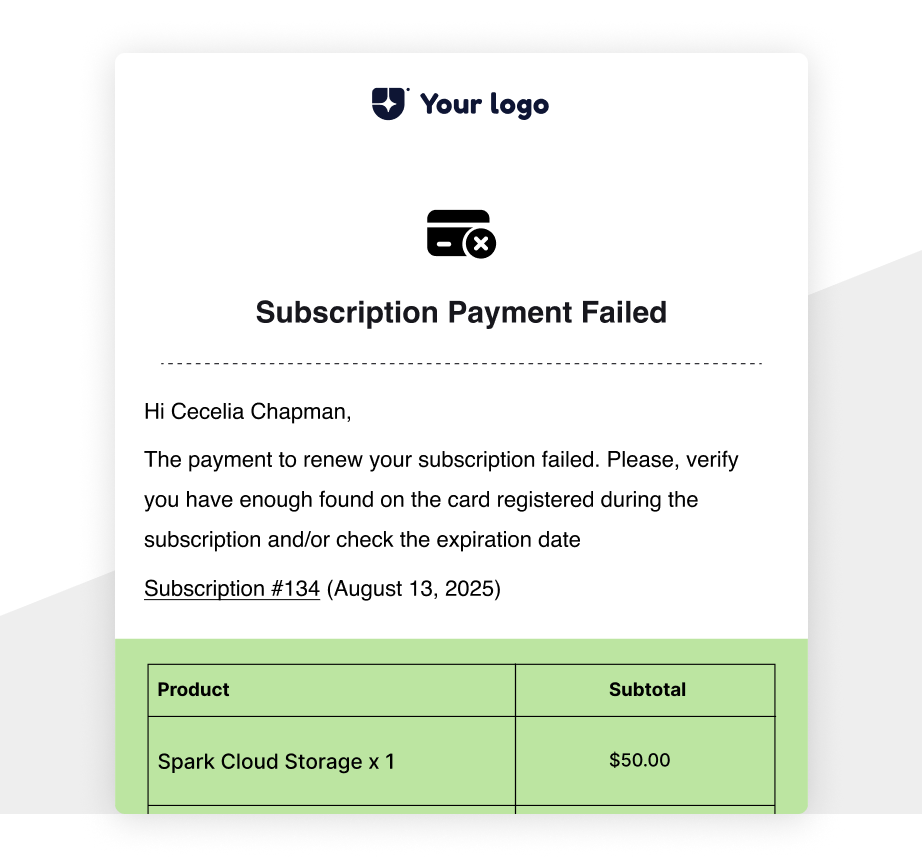 Your logo
Subscription Payment Failed
Hi Cecelia Chapman,
The payment to renew your subscription failed. Please, verify
you have enough found on the card registered during the
subscription and/or check the expiration date
Subscription #134 (August 13, 2025)
Product Subtotal
Spark Cloud Storage x 1 $50.00